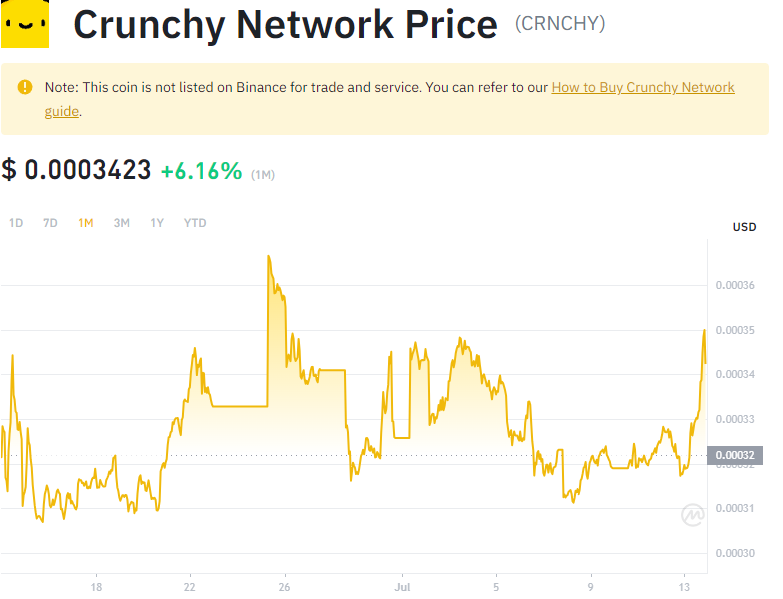 Crunchy Network Price (CRNCHY)
Note: This coin is not listed on Binance for trade and service. You can refer to our How to Buy Crunchy Network
guide.
$ 0.0003423 +6.16% (1M)
1D 7D 1M 3M 1Y YTD
USD
0.00036
0.00035
0.00034
0.00033
0.00032
0.00031
0.00030
18 22 26 Jul 5 9 13